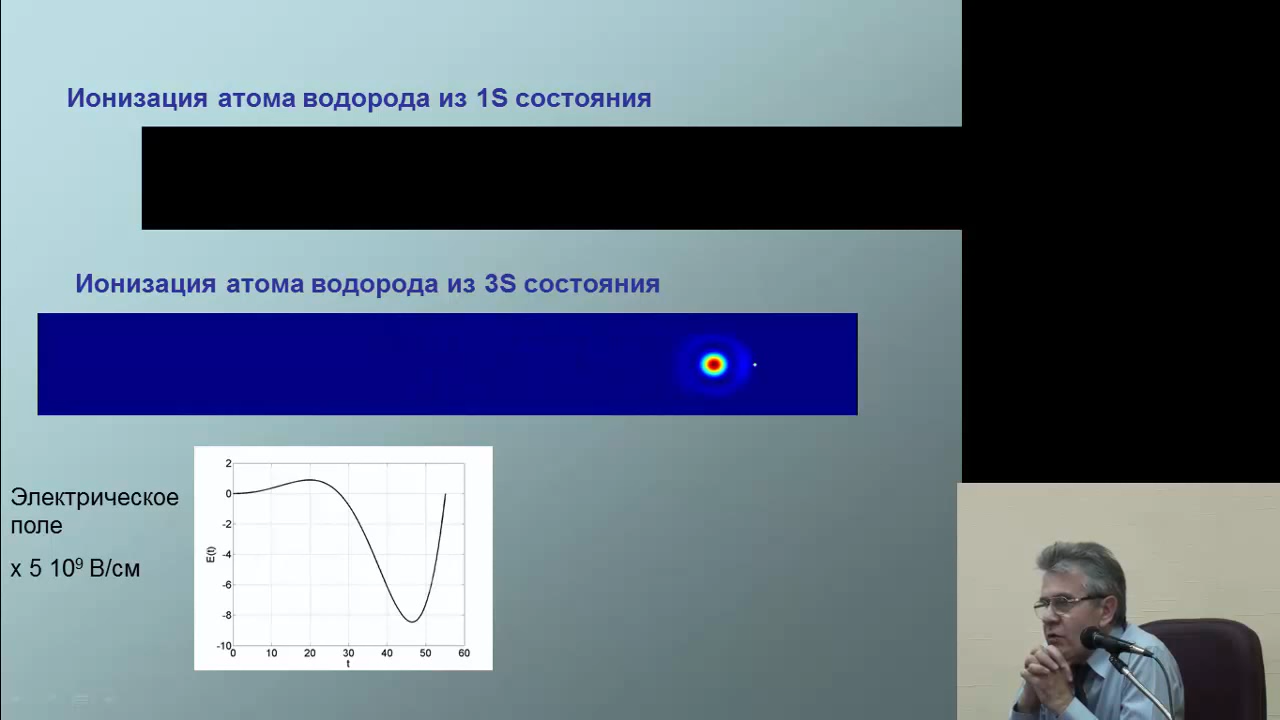 Ионизация атома водорода из 1S состояния
Ионизация атома водорода из 3S состояния
Электрическое
поле
x 5 10⁹ В/см
E(t)
2
0
-2
-4
-6
-8
-10
0 10 20 30 40 50 60
t